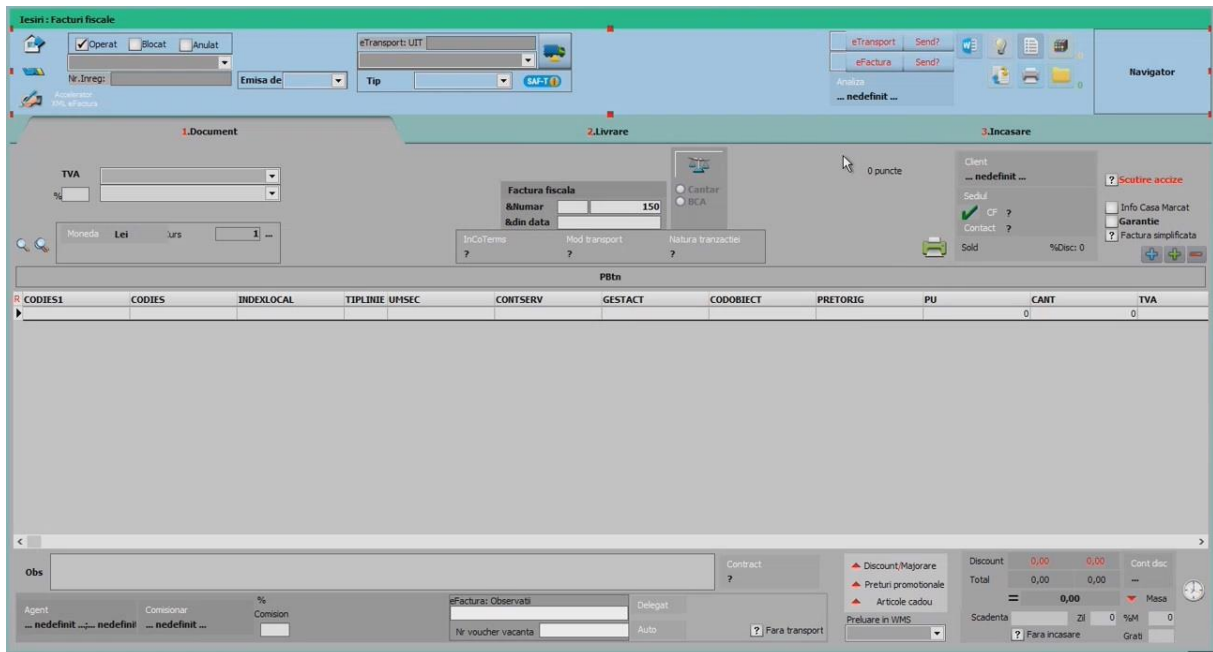 Iesiri : Facturi fiscale
Operat Blocat Anulat
eTransport: UIT
eTransport Send?
eFactura Send?
Nr.Inreg:
Emisa de
Tip
SAF-T
Analiza
... nedefinit ...
Navigator
Accelerator
XML eFactura
0
1.Document
2.Livrare
3.Incasare
TVA
%
Factura fiscala
&Numar 150
&din data
Cantar
BCA
0 puncte
Client
... nedefinit ...
Sediul
CF ?
Contact ?
Sold %Disc: 0
? Scutire accize
Info Casa Marcat
Garantie
? Factura simplificata
Moneda Lei urs 1 ...
InCoTerms Mod transport Natura tranzactiei
? ? ?
PBtn
R CODIES1 CODIES INDEXLOCAL TIPLINIE UMSEC CONTSERV GESTACT CODOBIECT PRETORIG PU CANT TVA
0 0
Obs
Contract
?
Discount/Majorare
Preturi promotionale
Articole cadou
Preluare in WMS
Discount 0,00 0,00 Cont disc
Total 0,00 0,00 ...
= 0,00 Masa
Scadenta Zil 0 %M 0
? Fara incasare Grati
Agent
... nedefinit ...;... nedefinit
Comisionar
... nedefinit ...
%
Comision
eFactura: Observatii
Nr voucher vacanta
Delegat
Auto
? Fara transport